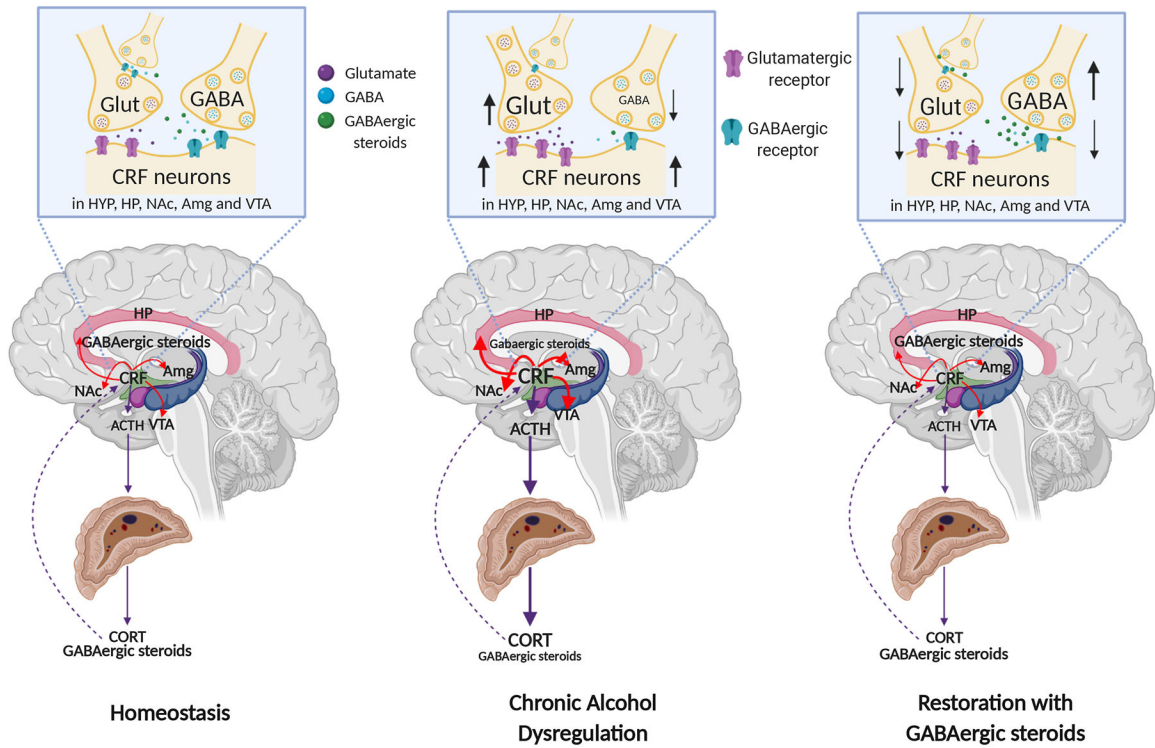 Glut
GABA
CRF neurons
in HYP, HP, NAc, Amg and VTA
Glutamate
GABA
GABAergic
steroids
Glut
GABA
CRF neurons
in HYP, HP, NAc, Amg and VTA
Glutamatergic
receptor
GABAergic
receptor
Glut
GABA
CRF neurons
in HYP, HP, NAc, Amg and VTA
HP
GABAergic steroids
CRF
Amg
NAc
ACTH
VTA
CORT
GABAergic steroids
Homeostasis
HP
Gabaergic steroids
CRF
Amg
NAc
VTA
ACTH
CORT
GABAergic steroids
Chronic Alcohol
Dysregulation
HP
GABAergic steroids
CRF
Amg
NAc
ACTH
VTA
CORT
GABAergic steroids
Restoration with
GABAergic steroids